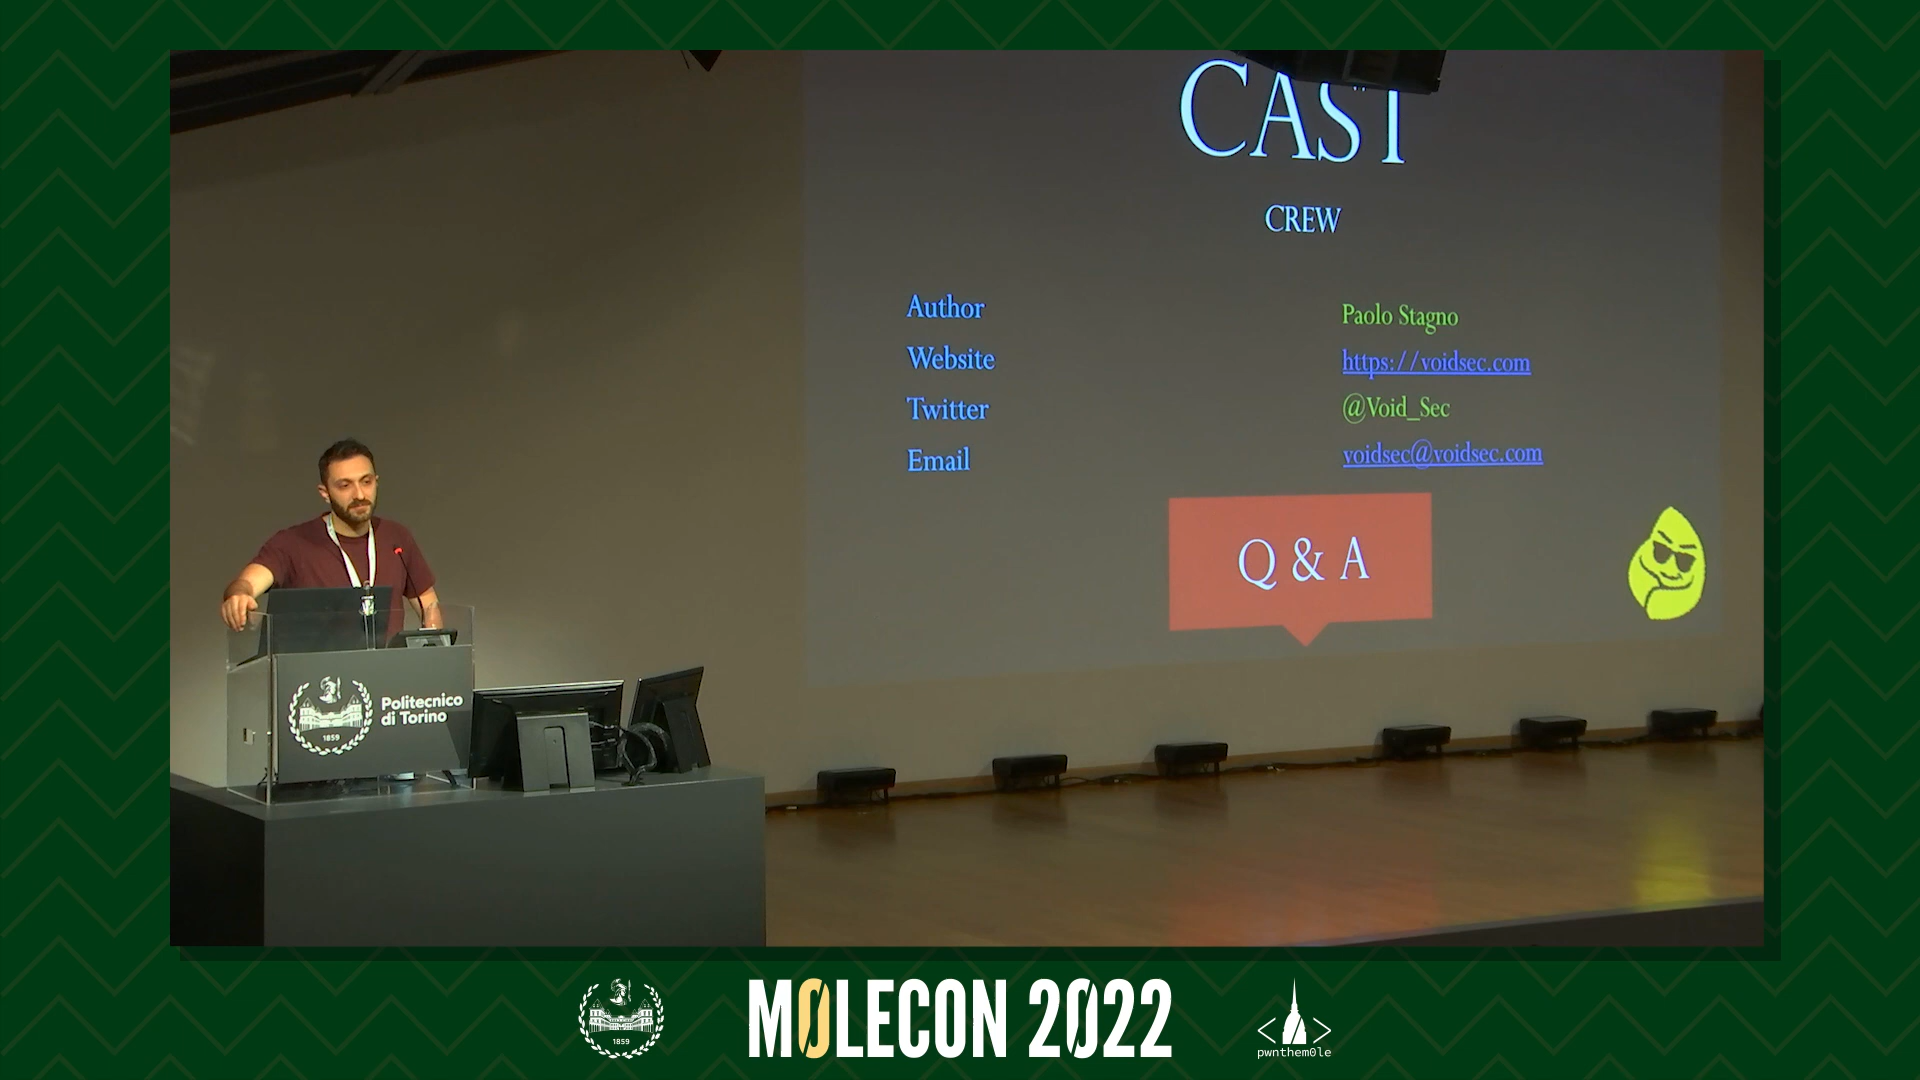 CAST
CREW
Author
Paolo Stagno
Website
https://voidsec.com
Twitter
@Void_Sec
Email
voidsec@voidsec.com
Q & A
Politecnico
di Torino
1859
MOLECON 2022
1859
pwnthem0le